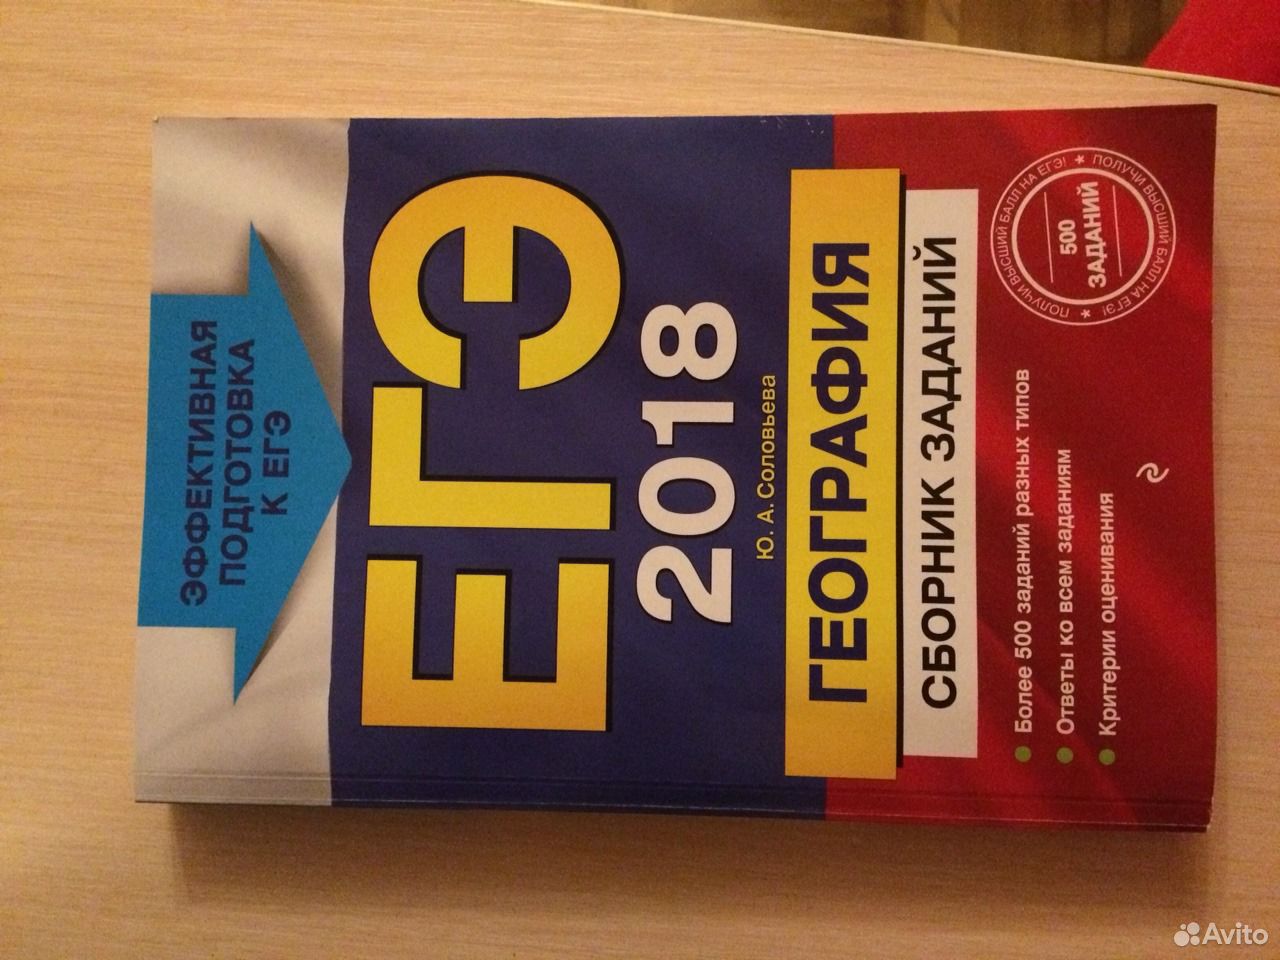 ЭФФЕКТИВНАЯ
ПОДГОТОВКА
К ЕГЭ
ЕГЭ
2018
Ю. А. Соловьева
ГЕОГРАФИЯ
СБОРНИК ЗАДАНИЙ
Более 500 заданий разных типов
Ответы ко всем заданиям
Критерии оценивания
ПОЛУЧИ ВЫСШИЙ БАЛЛ НА ЕГЭ!
ПОЛУЧИ ВЫСШИЙ БАЛЛ НА ЕГЭ!
500
ЗАДАНИЙ
Avito